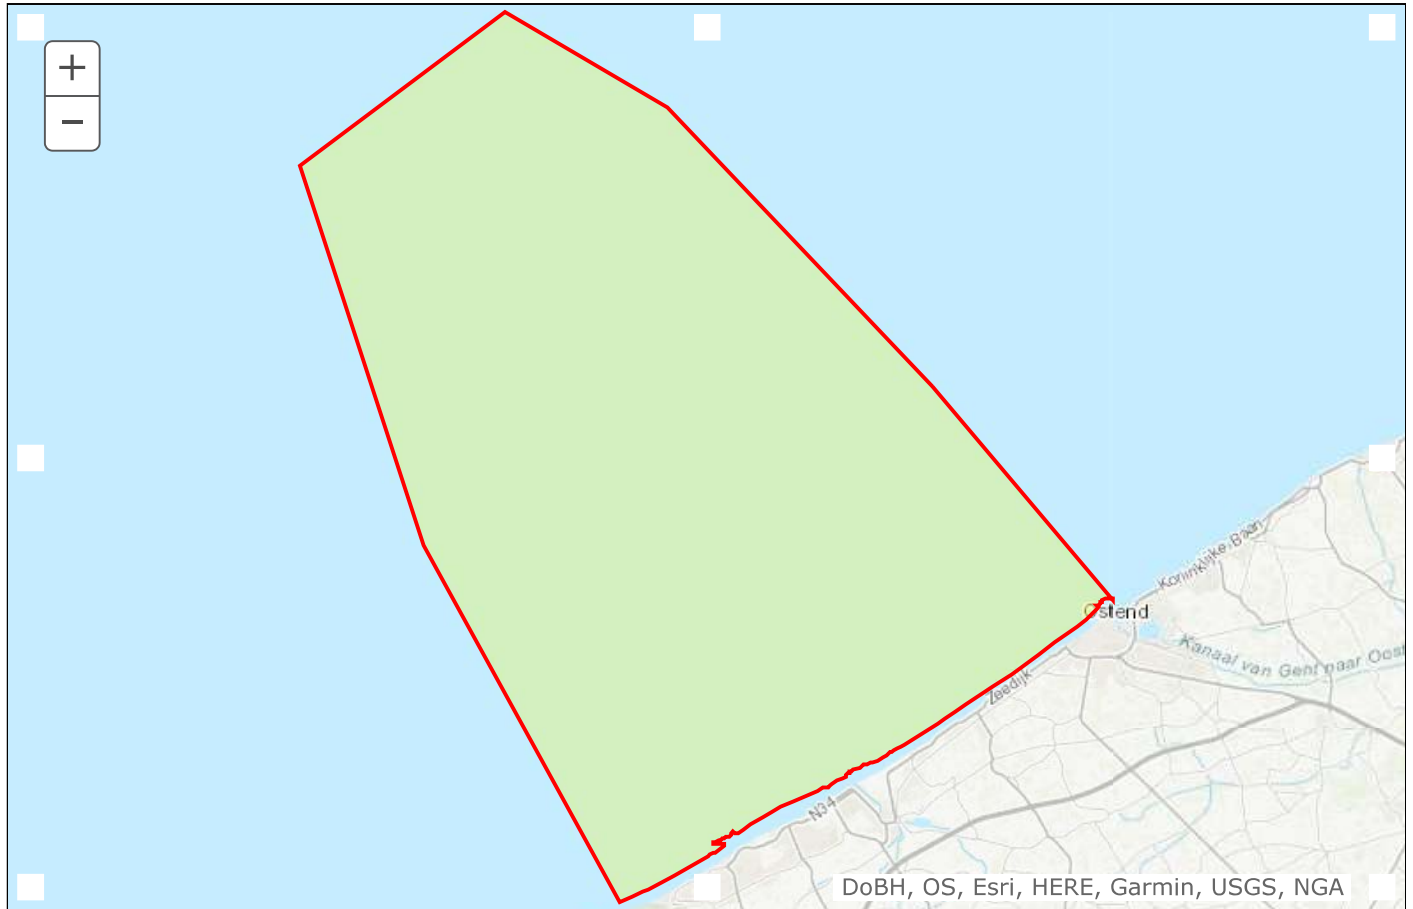 +
−
Koninklijke Baan
Ostend
Kanaal van Gent naar Oost
Zeedijk
N34
DoBH, OS, Esri, HERE, Garmin, USGS, NGA